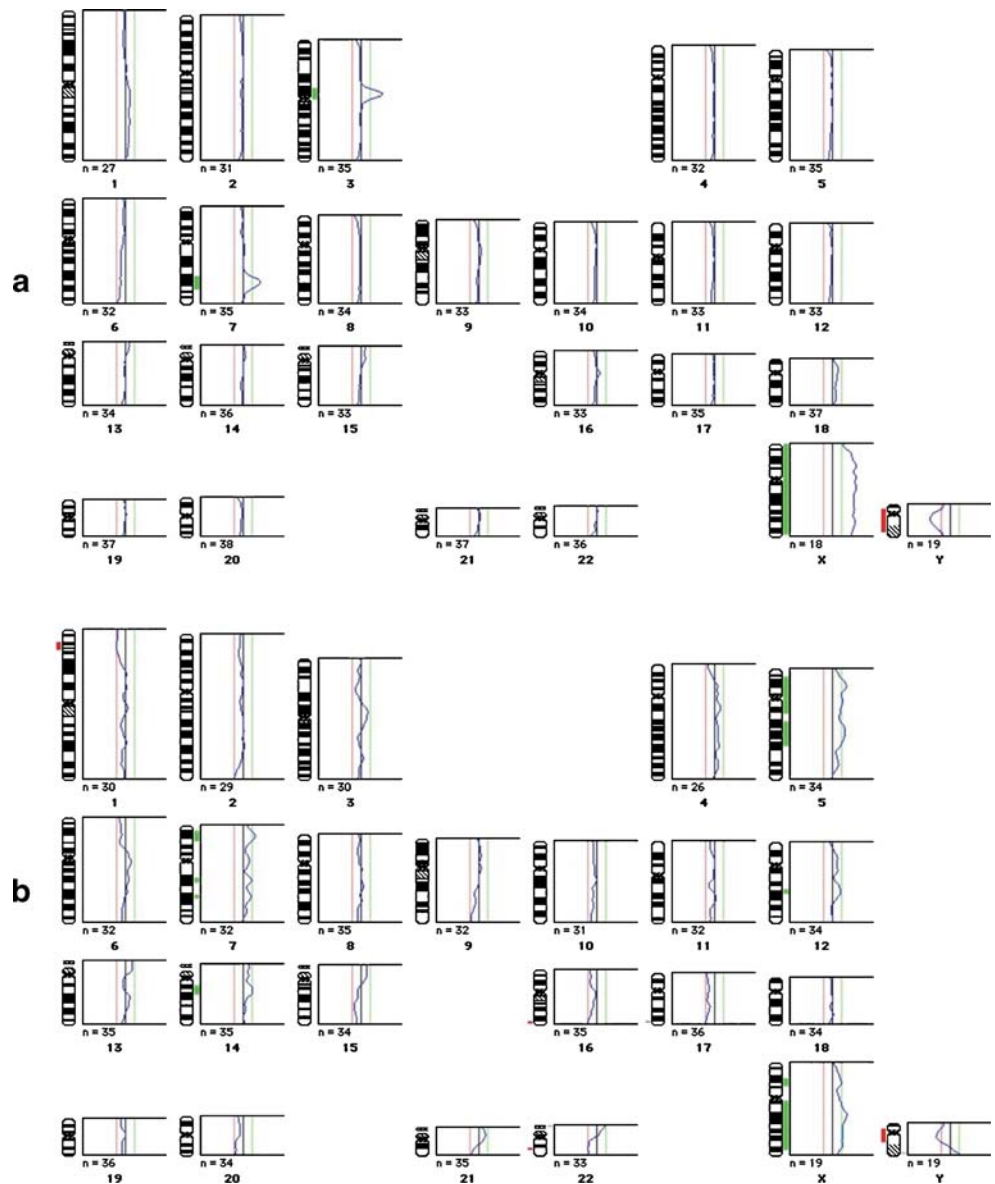 n = 27 n = 31 n = 35 n = 32 n = 35
1 2 3 4 5
a
n = 32 n = 35 n = 34 n = 33 n = 34 n = 33 n = 33
6 7 8 9 10 11 12
n = 34 n = 36 n = 33 n = 33 n = 35 n = 37
13 14 15 16 17 18
n = 37 n = 38 n = 37 n = 36 n = 18 n = 19
19 20 21 22 X Y
n = 30 n = 29 n = 30 n = 26 n = 34
1 2 3 4 5
b
n = 32 n = 32 n = 35 n = 32 n = 31 n = 32 n = 34
6 7 8 9 10 11 12
n = 35 n = 35 n = 34 n = 35 n = 36 n = 34
13 14 15 16 17 18
n = 36 n = 34 n = 35 n = 33 n = 19 n = 19
19 20 21 22 X Y